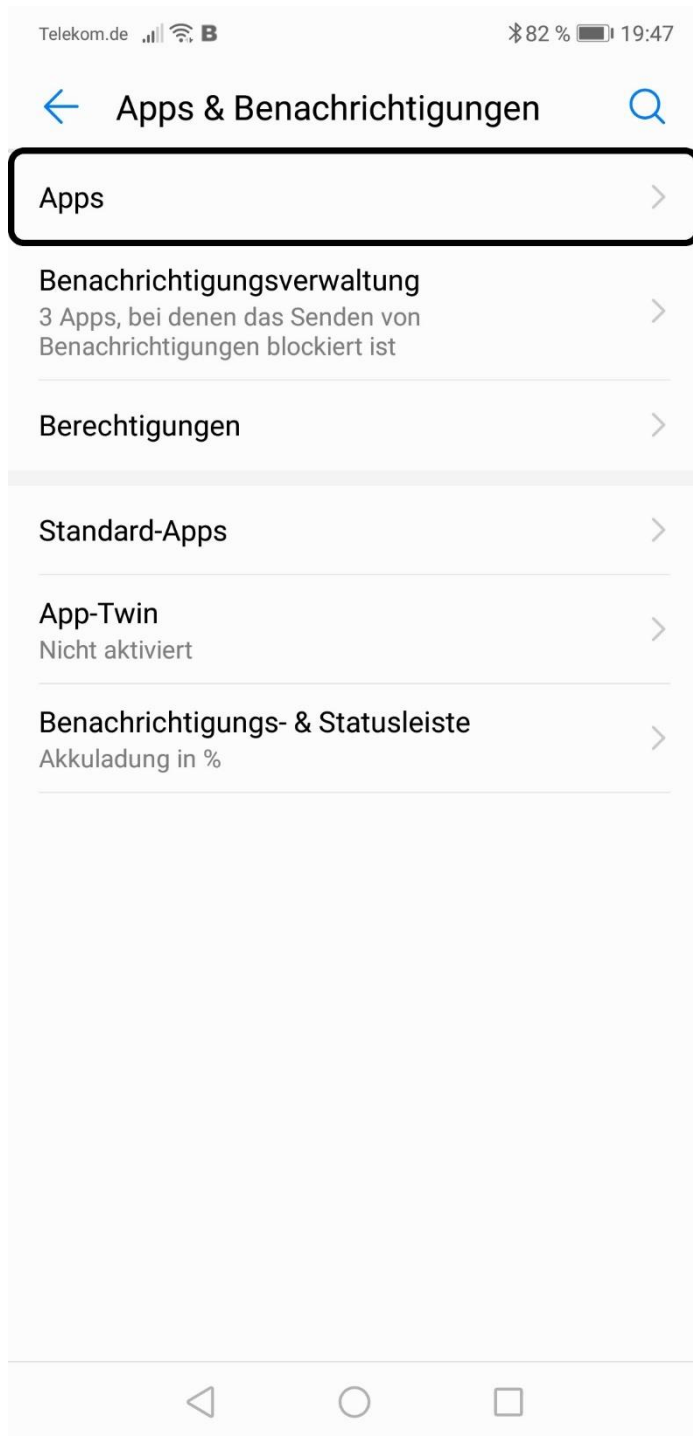 Telekom.de B 82 % 19:47
Apps & Benachrichtigungen
Apps
Benachrichtigungsverwaltung
3 Apps, bei denen das Senden von
Benachrichtigungen blockiert ist
Berechtigungen
Standard-Apps
App-Twin
Nicht aktiviert
Benachrichtigungs- & Statusleiste
Akkuladung in %